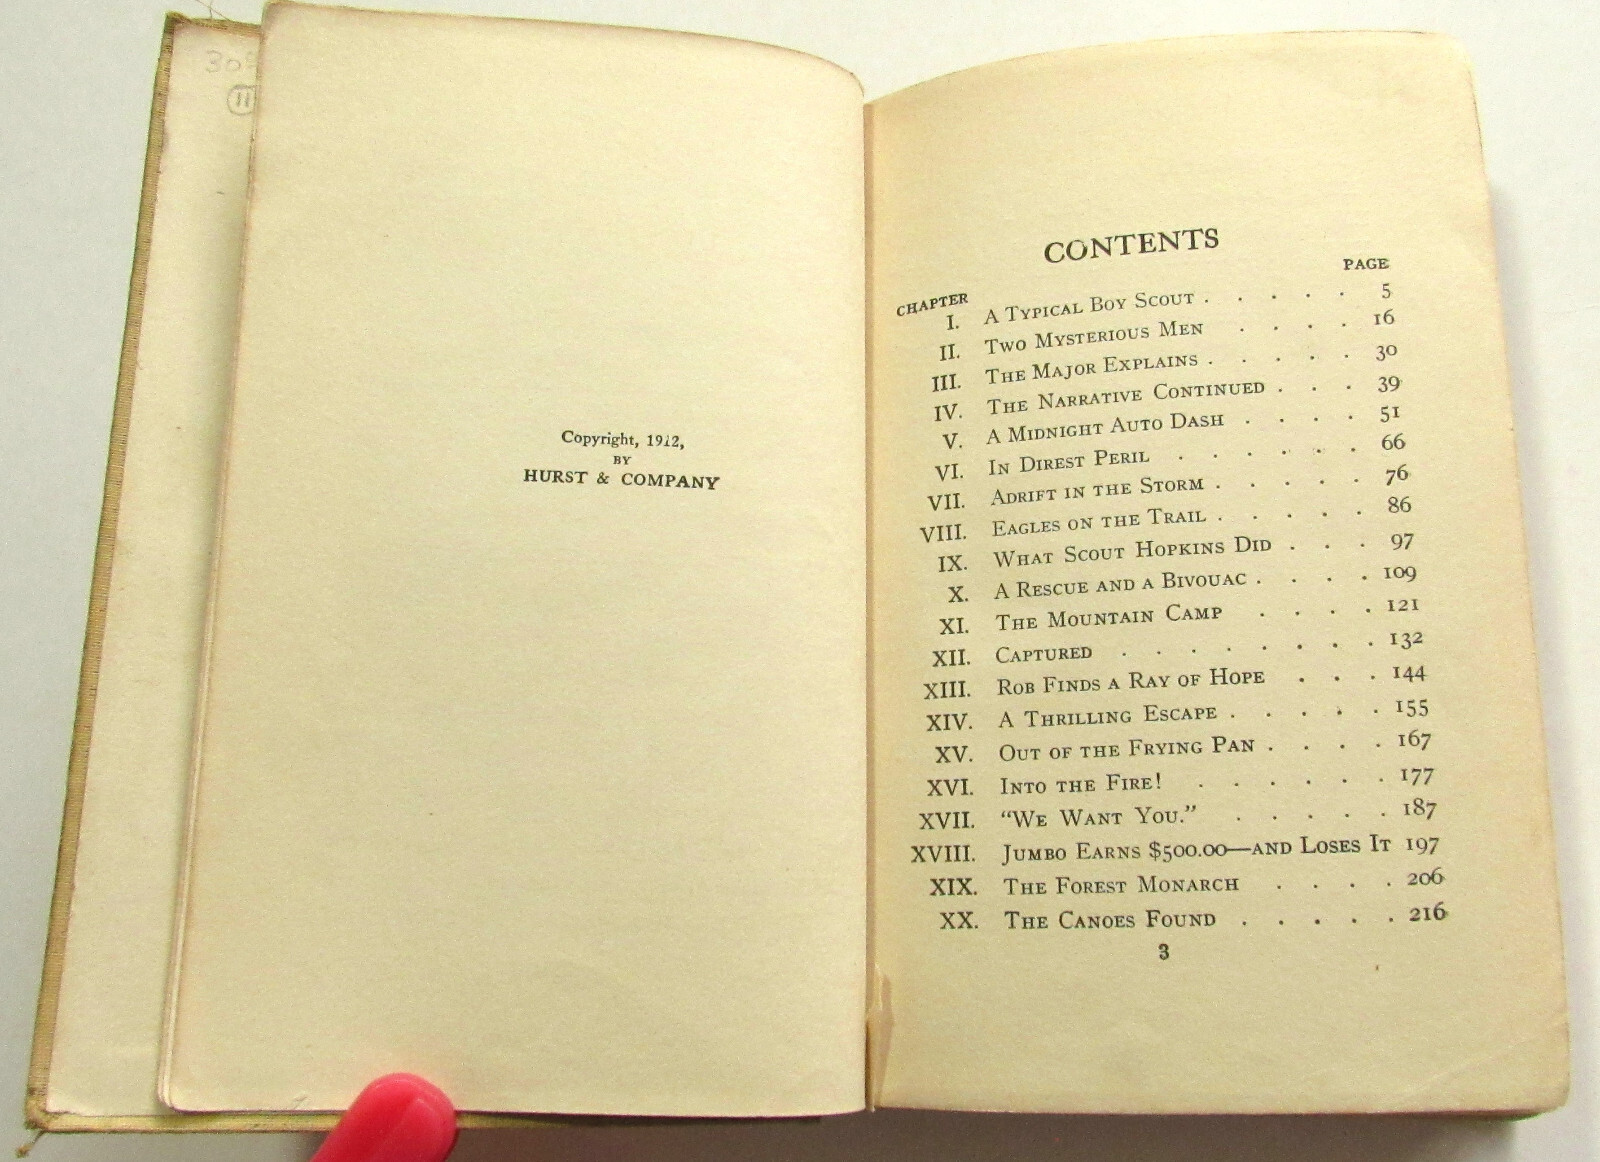 11
Copyright, 1912,
BY
HURST & COMPANY
CONTENTS
CHAPTER PAGE
I. A Typical Boy Scout . . . . . 5
II. Two Mysterious Men . . . . 16
III. The Major Explains . . . . . 30
IV. The Narrative Continued . . . 39
V. A Midnight Auto Dash . . . . 51
VI. In Direst Peril . . . . . . 66
VII. Adrift in the Storm . . . . . 76
VIII. Eagles on the Trail . . . . . 86
IX. What Scout Hopkins Did . . . 97
X. A Rescue and a Bivouac . . . . 109
XI. The Mountain Camp . . . . 121
XII. Captured . . . . . . . . 132
XIII. Rob Finds a Ray of Hope . . . 144
XIV. A Thrilling Escape . . . . . 155
XV. Out of the Frying Pan . . . . 167
XVI. Into the Fire! . . . . . . 177
XVII. “We Want You.” . . . . . 187
XVIII. Jumbo Earns $500.00—and Loses It 197
XIX. The Forest Monarch . . . . 206
XX. The Canoes Found . . . . . 216
3